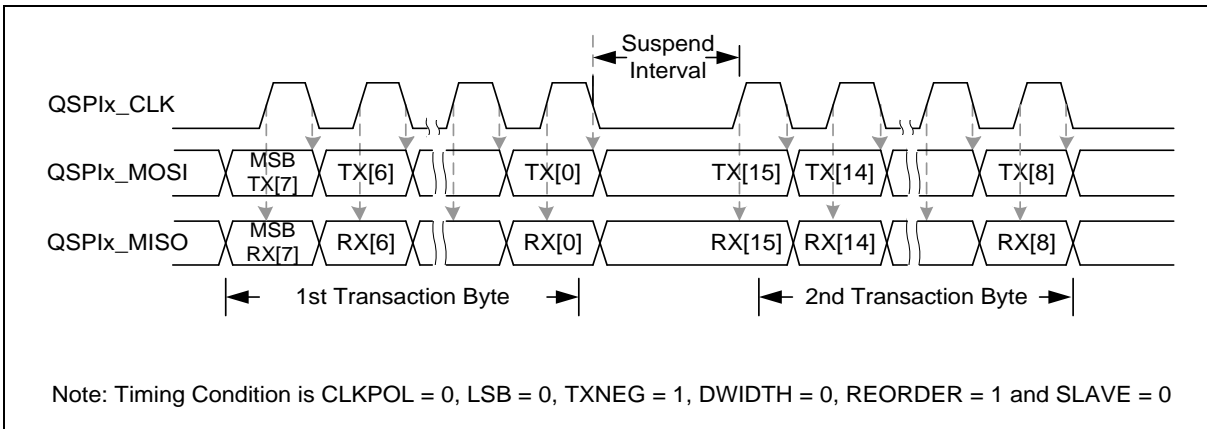 Suspend
Interval
QSPIx_CLK
QSPIx_MOSI
MSB
TX[7]
TX[6]
TX[0]
TX[15]
TX[14]
TX[8]
QSPIx_MISO
MSB
RX[7]
RX[6]
RX[0]
RX[15]
RX[14]
RX[8]
1st Transaction Byte
2nd Transaction Byte
Note: Timing Condition is CLKPOL = 0, LSB = 0, TXNEG = 1, DWIDTH = 0, REORDER = 1 and SLAVE = 0